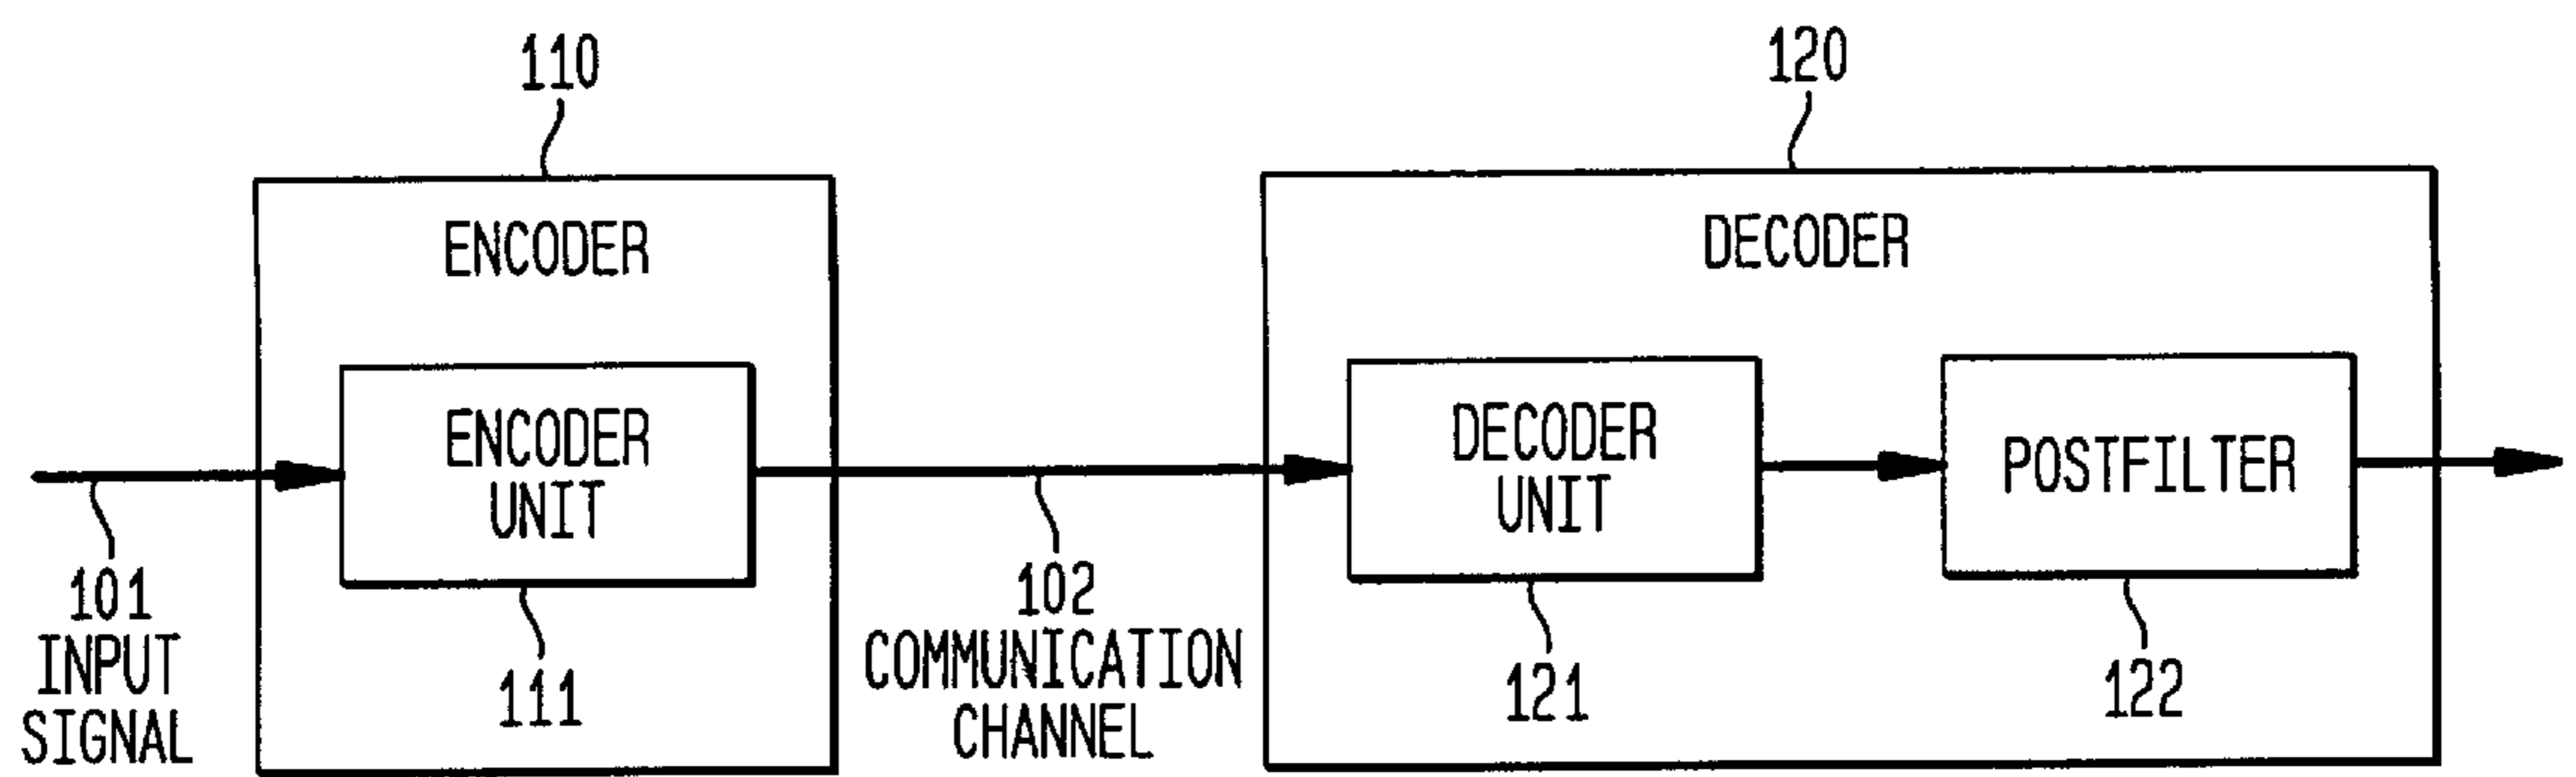 110
120
ENCODER
DECODER
ENCODER
UNIT
DECODER
UNIT
POSTFILTER
101
INPUT
SIGNAL
111
102
COMMUNICATION
CHANNEL
121
122